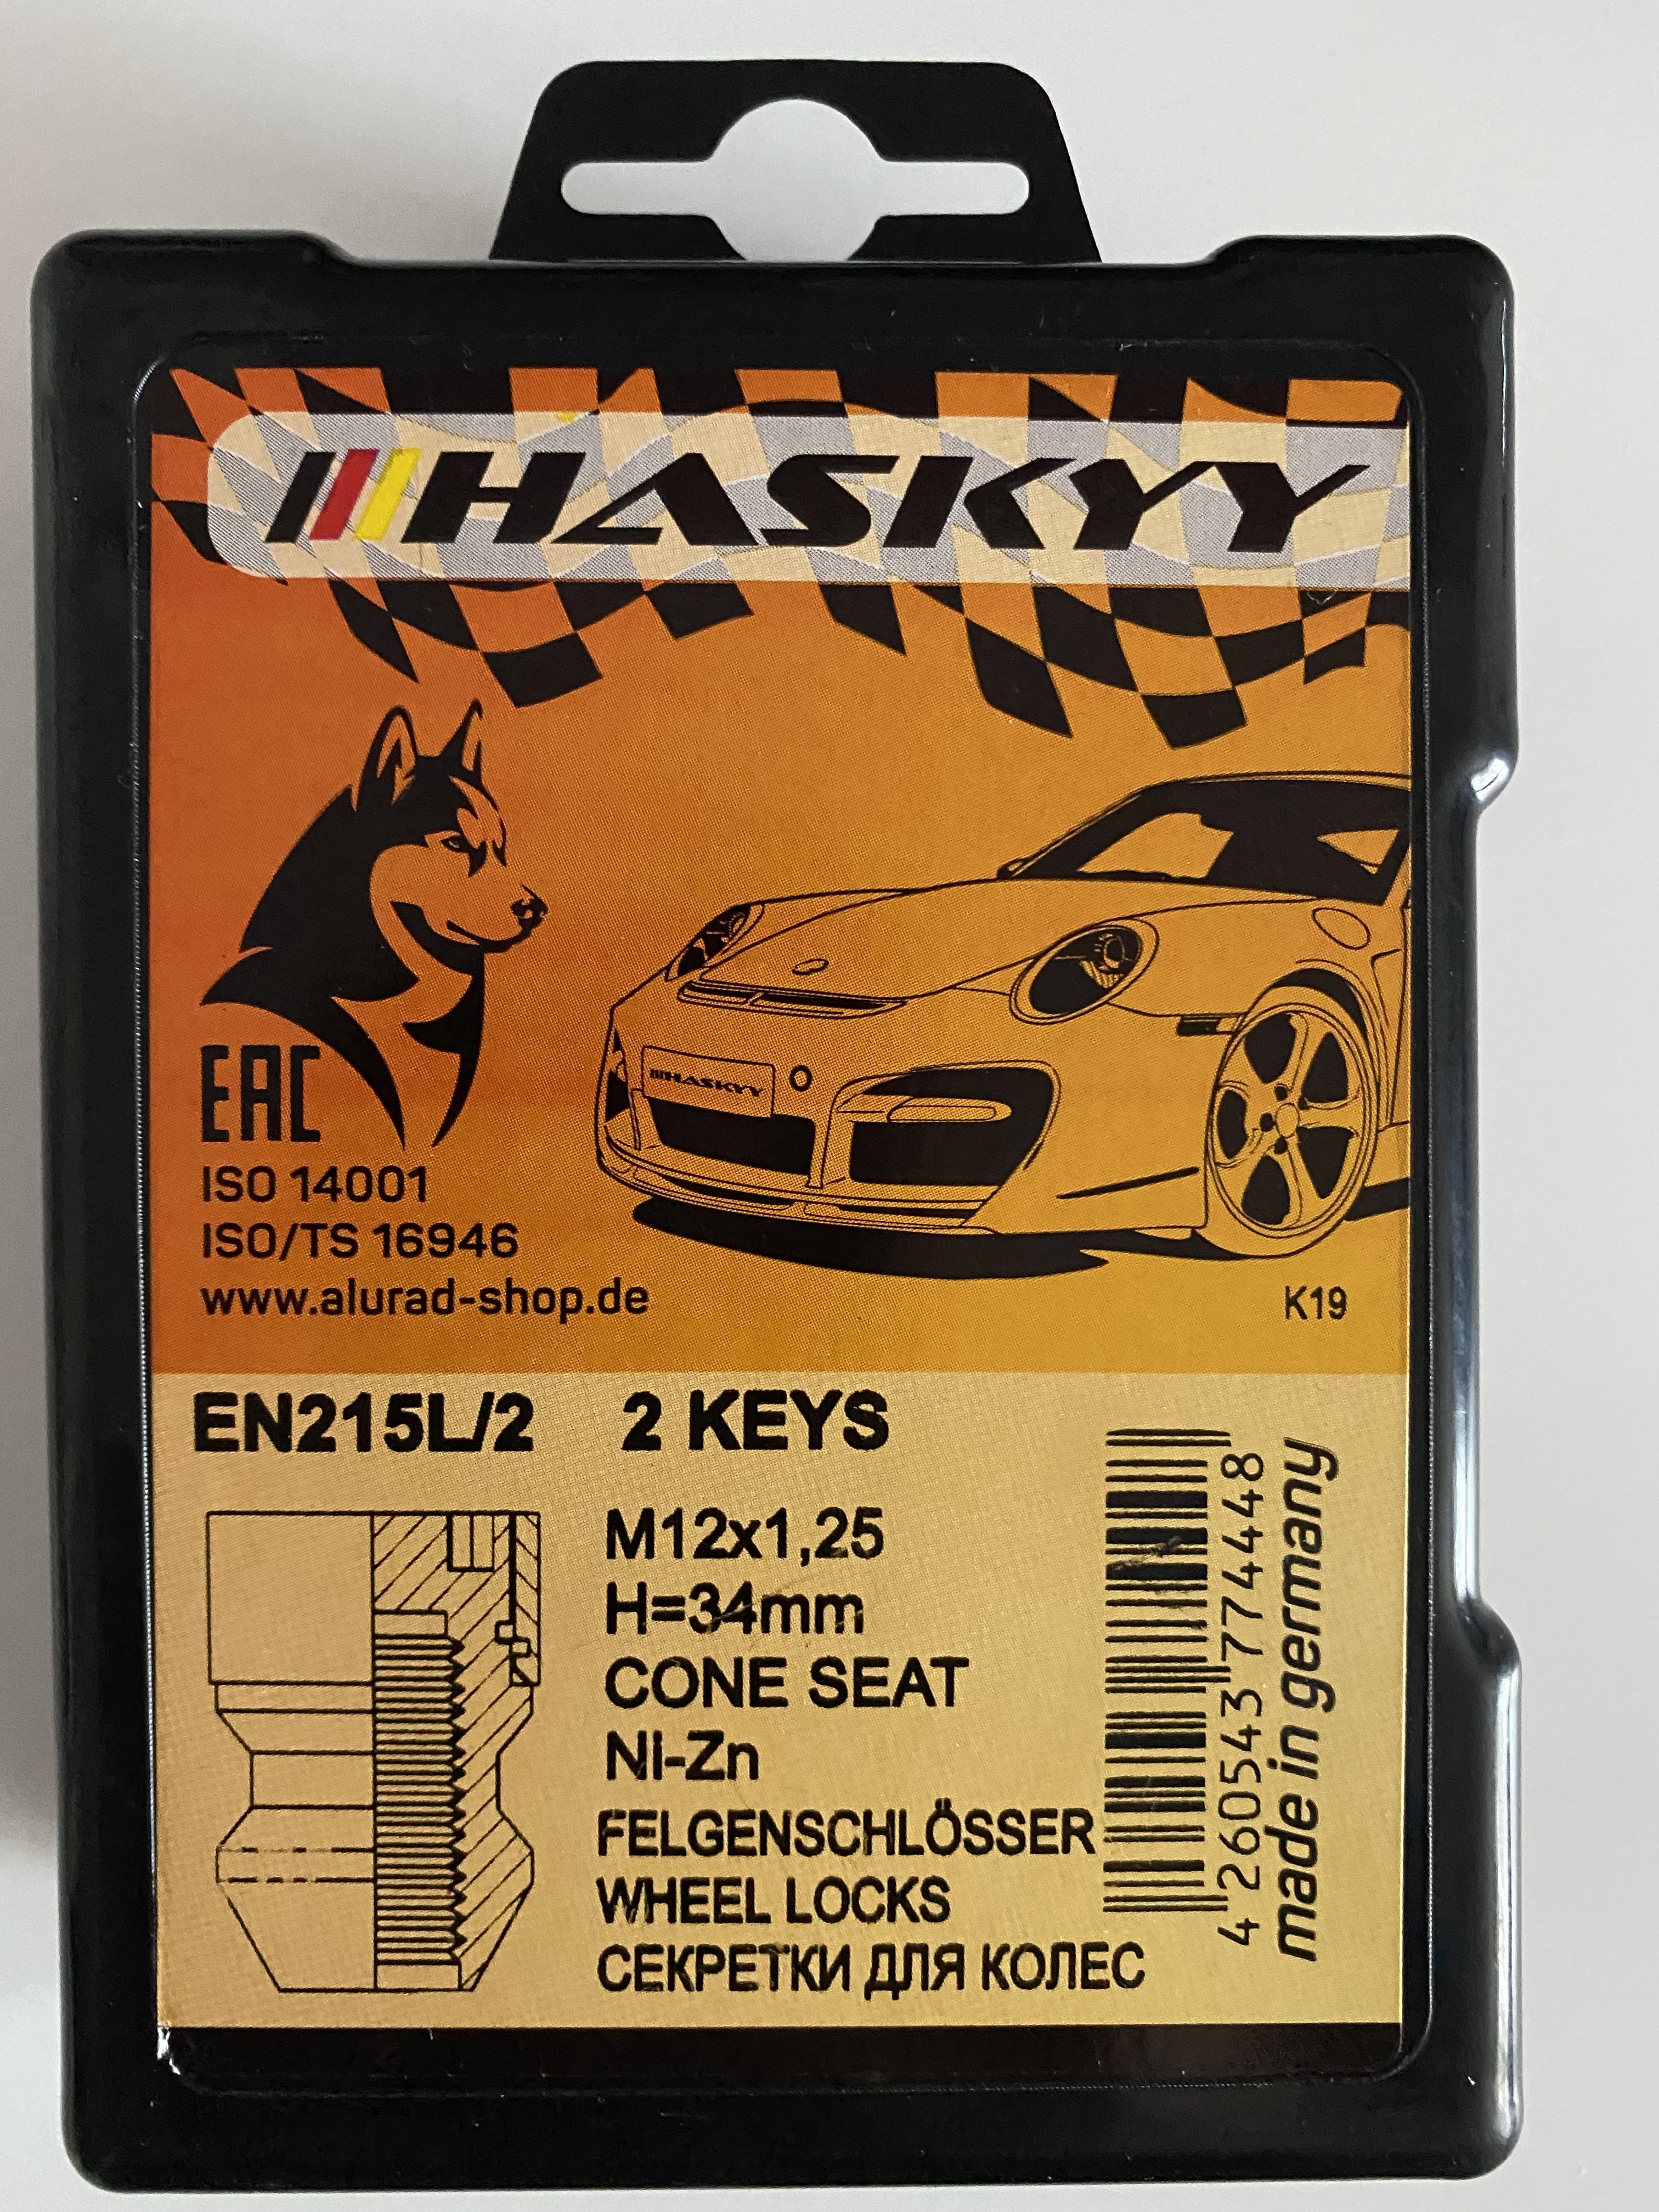 HASKYY
HASKYY
EAC
ISO 14001
ISO/TS 16946
www.alurad-shop.de
K19
EN215L/2 2 KEYS
M12x1,25
H=34mm
CONE SEAT
NI-Zn
FELGENSCHLÖSSER
WHEEL LOCKS
СЕКРЕТКИ ДЛЯ КОЛЕС
4 260543 774448
made in germany